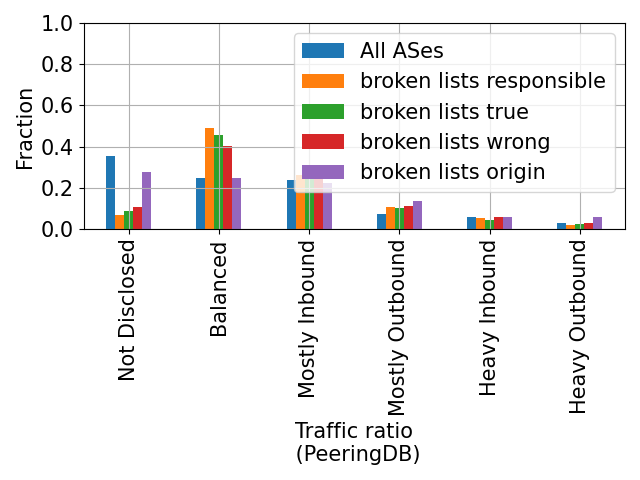 1.0
0.8
0.6
0.4
0.2
0.0
Fraction
All ASes
broken lists responsible
broken lists true
broken lists wrong
broken lists origin
Not Disclosed
Balanced
Mostly Inbound
Mostly Outbound
Heavy Inbound
Heavy Outbound
Traffic ratio
(PeeringDB)